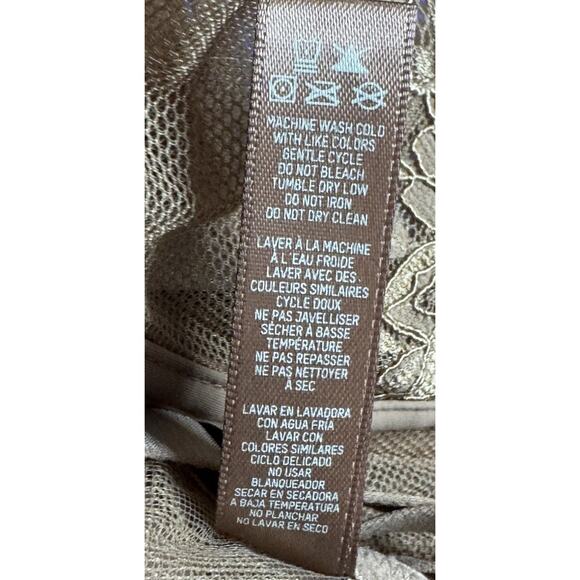 MACHINE WASH COLD
WITH LIKE COLORS
GENTLE CYCLE
DO NOT BLEACH
TUMBLE DRY LOW
DO NOT IRON
DO NOT DRY CLEAN
LAVER À LA MACHINE
À L'EAU FROIDE
LAVER AVEC DES
COULEURS SIMILAIRES
CYCLE DOUX
NE PAS JAVELLISER
SÉCHER À BASSE
TEMPÉRATURE
NE PAS REPASSER
NE PAS NETTOYER
À SEC
LAVAR EN LAVADORA
CON AGUA FRÍA
LAVAR CON
COLORES SIMILARES
CICLO DELICADO
NO USAR
BLANQUEADOR
SECAR EN SECADORA
A BAJA TEMPERATURA
NO PLANCHAR
NO LAVAR EN SECO